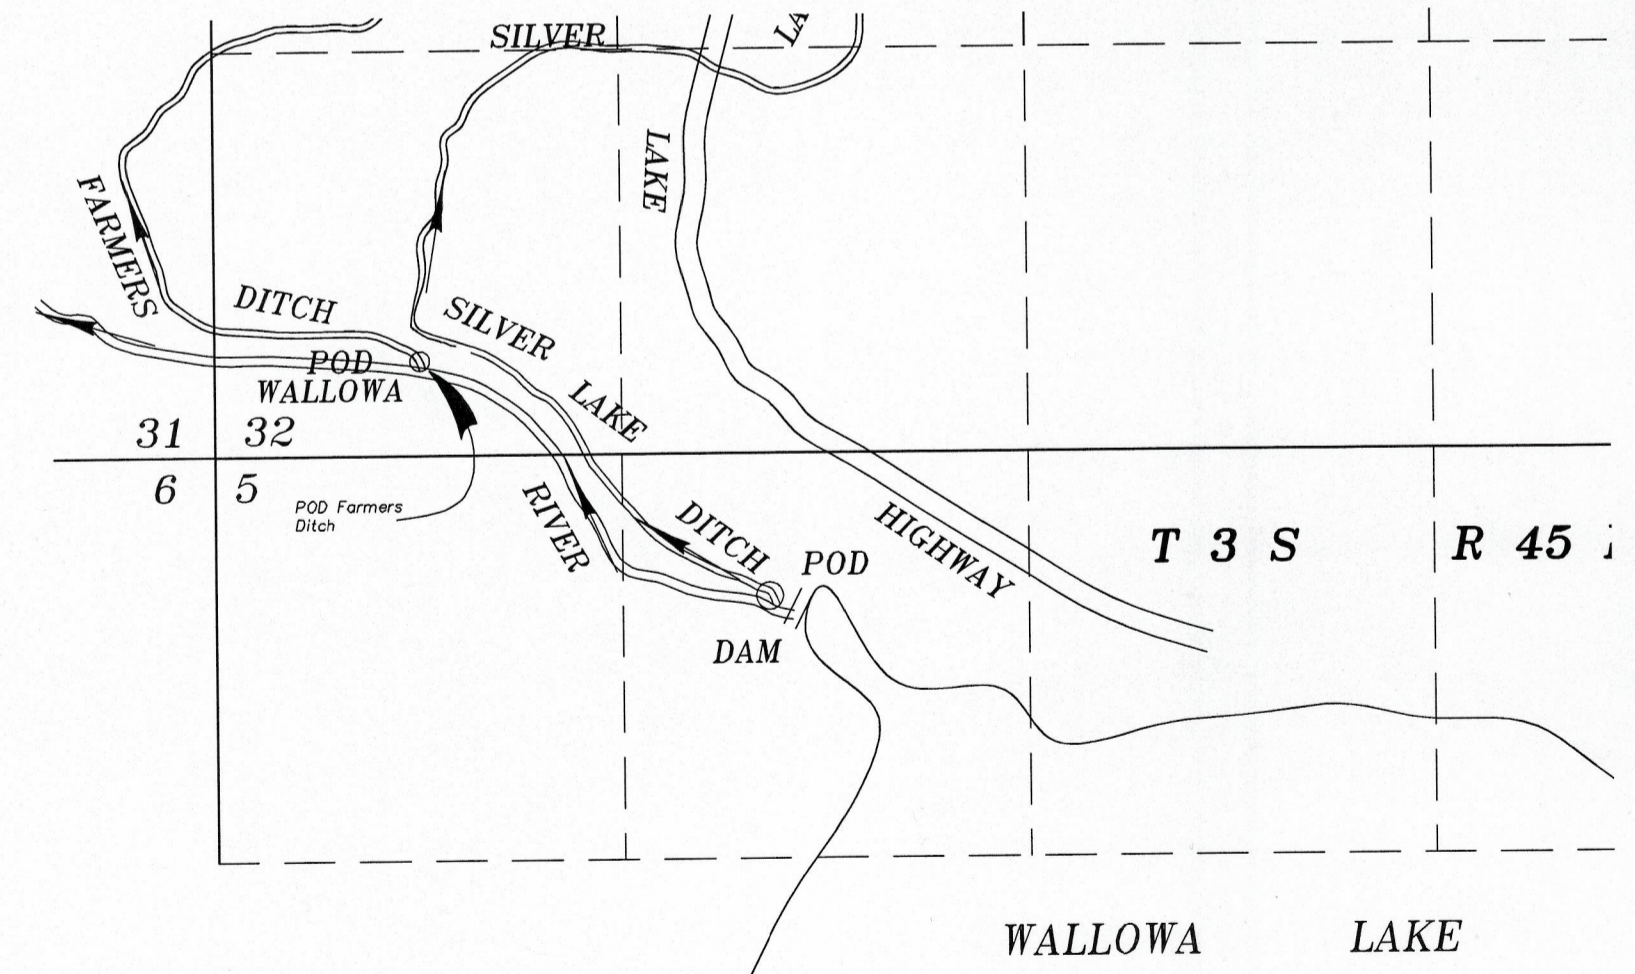 SILVER
LA
LAKE
FARMERS
DITCH
SILVER
LAKE
POD
WALLOWA
31 32
6 5
POD Farmers
Ditch
RIVER
DITCH
POD
DAM
HIGHWAY
T 3 S R 45
WALLOWA LAKE